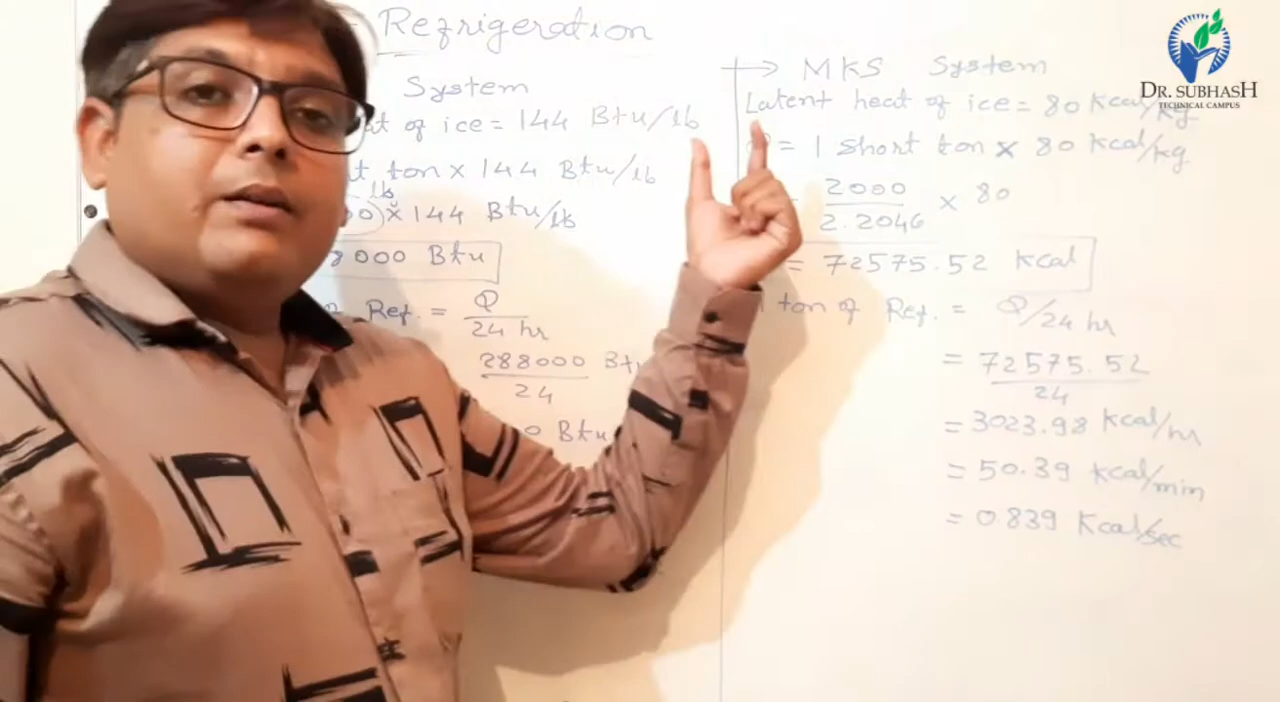 Refrigeration
System
of ice = 144 Btu/lb
ton x 144 Btu/lb
lb
x 144 Btu/lb
8000 Btu
Ref. = Q / 24 hr
288000 / 24
Btu
→ MKS System
Latent heat of ice = 80 Kcal/kg
= 1 short ton x 80 kcal/kg
2000 / 2.2046 x 80
= 72575.52 Kcal
ton of Ref. = Q/24 hr
= 72575.52 / 24
= 3023.98 Kcal/hr
= 50.39 Kcal/min
= 0.839 Kcal/sec
DR. SUBHASH
TECHNICAL CAMPUS